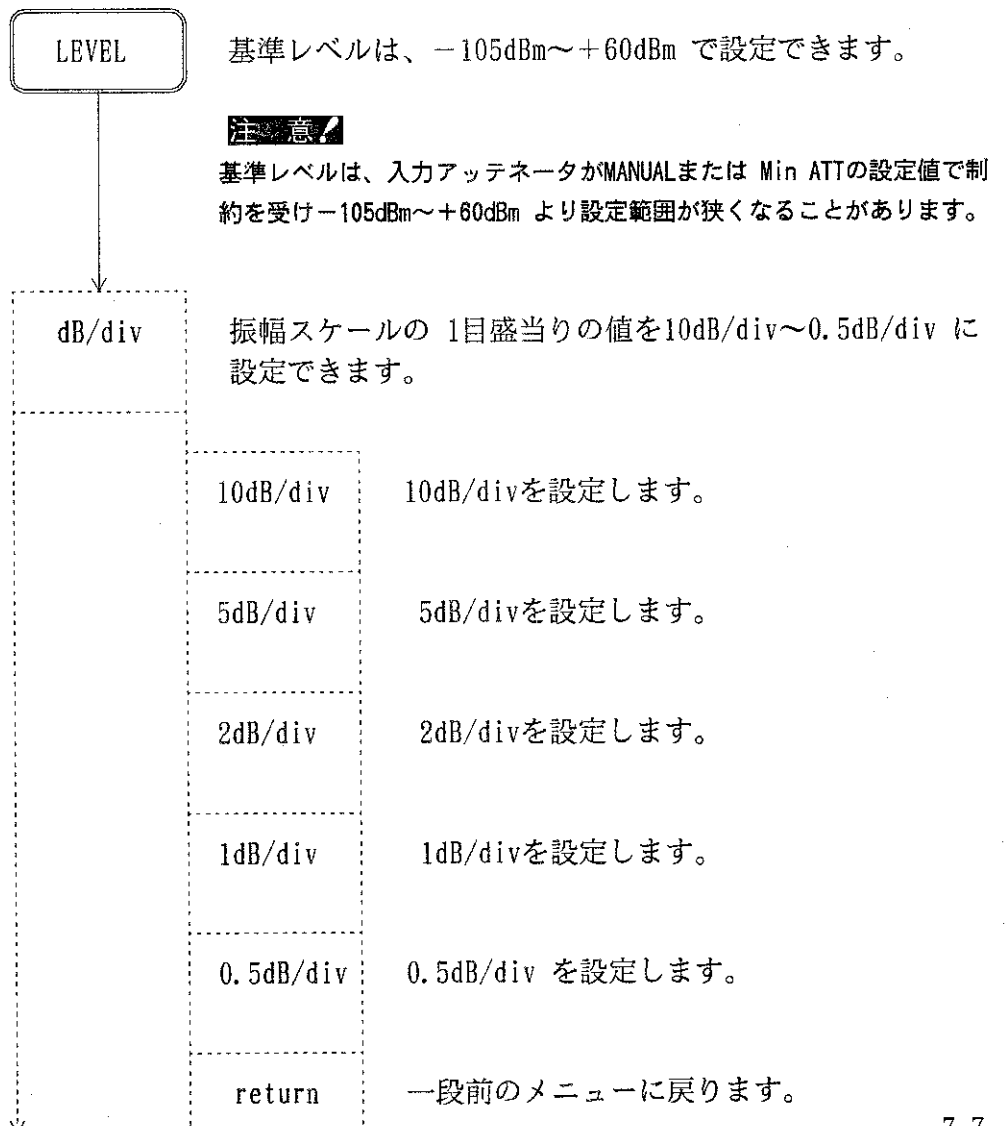 LEVEL 基準レベルは、－105dBm～＋60dBm で設定できます。
注 意！
基準レベルは、入力アッテネータがMANUALまたは Min ATTの設定値で制
約を受け－105dBm～＋60dBm より設定範囲が狭くなることがあります。
dB/div 振幅スケールの 1目盛当りの値を10dB/div～0.5dB/div に
設定できます。
10dB/div 10dB/divを設定します。
5dB/div 5dB/divを設定します。
2dB/div 2dB/divを設定します。
1dB/div 1dB/divを設定します。
0.5dB/div 0.5dB/div を設定します。
return 一段前のメニューに戻ります。